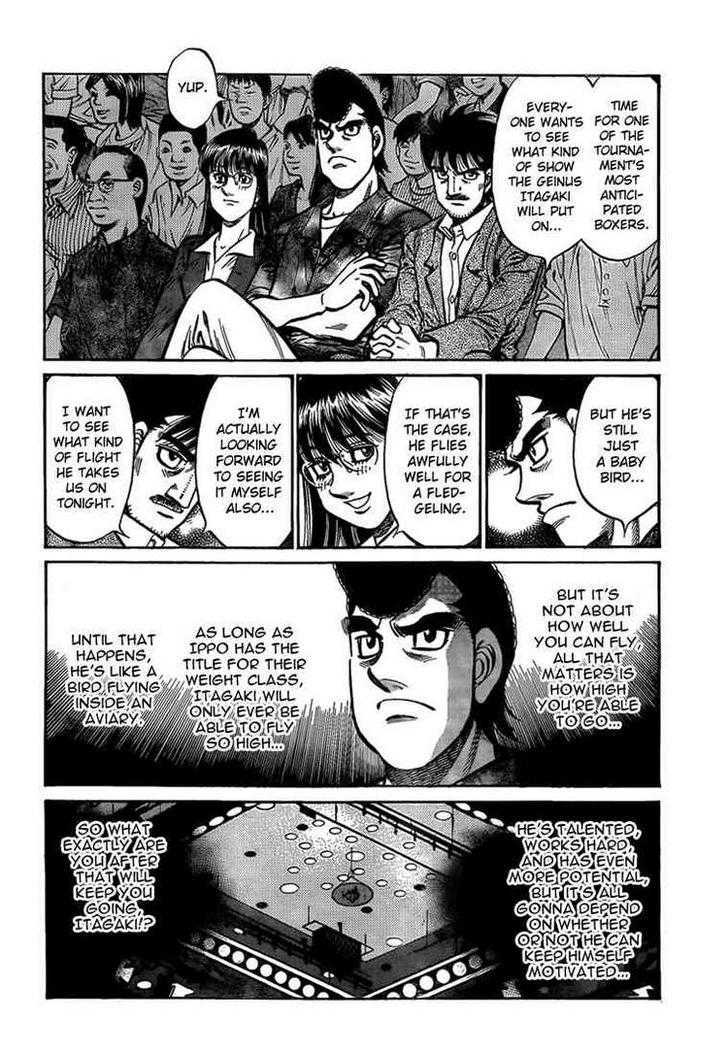 TIME
FOR ONE
OF THE
TOURNA-
MENT'S
MOST
ANTICI-
PATED
BOXERS.
EVERY-
ONE WANTS
TO SEE
WHAT KIND
OF SHOW
THE GEINUS
ITAGAKI
WILL PUT
ON...
YUP.
BUT HE'S
STILL
JUST
A BABY
BIRD...
IF THAT'S
THE CASE,
HE FLIES
AWFULLY
WELL FOR
A FLED-
GELING.
I'M
ACTUALLY
LOOKING
FORWARD
TO SEEING
IT MYSELF
ALSO...
I WANT
TO SEE
WHAT KIND
OF FLIGHT
HE TAKES
US ON
TONIGHT.
BUT IT'S
NOT ABOUT
HOW WELL
YOU CAN FLY,
ALL THAT
MATTERS IS
HOW HIGH
YOU'RE ABLE
TO GO...
AS LONG AS
IPPO HAS THE
TITLE FOR THEIR
WEIGHT CLASS,
ITAGAKI WILL
ONLY EVER BE
ABLE TO FLY
SO HIGH...
UNTIL THAT
HAPPENS,
HE'S LIKE A
BIRD FLYING
INSIDE AN
AVIARY.
HE'S TALENTED,
WORKS HARD,
AND HAS EVEN
MORE POTENTIAL,
BUT IT'S ALL
GONNA DEPEND
ON WHETHER
OR NOT HE CAN
KEEP HIMSELF
MOTIVATED...
SO WHAT
EXACTLY ARE
YOU AFTER
THAT WILL
KEEP YOU
GOING,
ITAGAKI!?